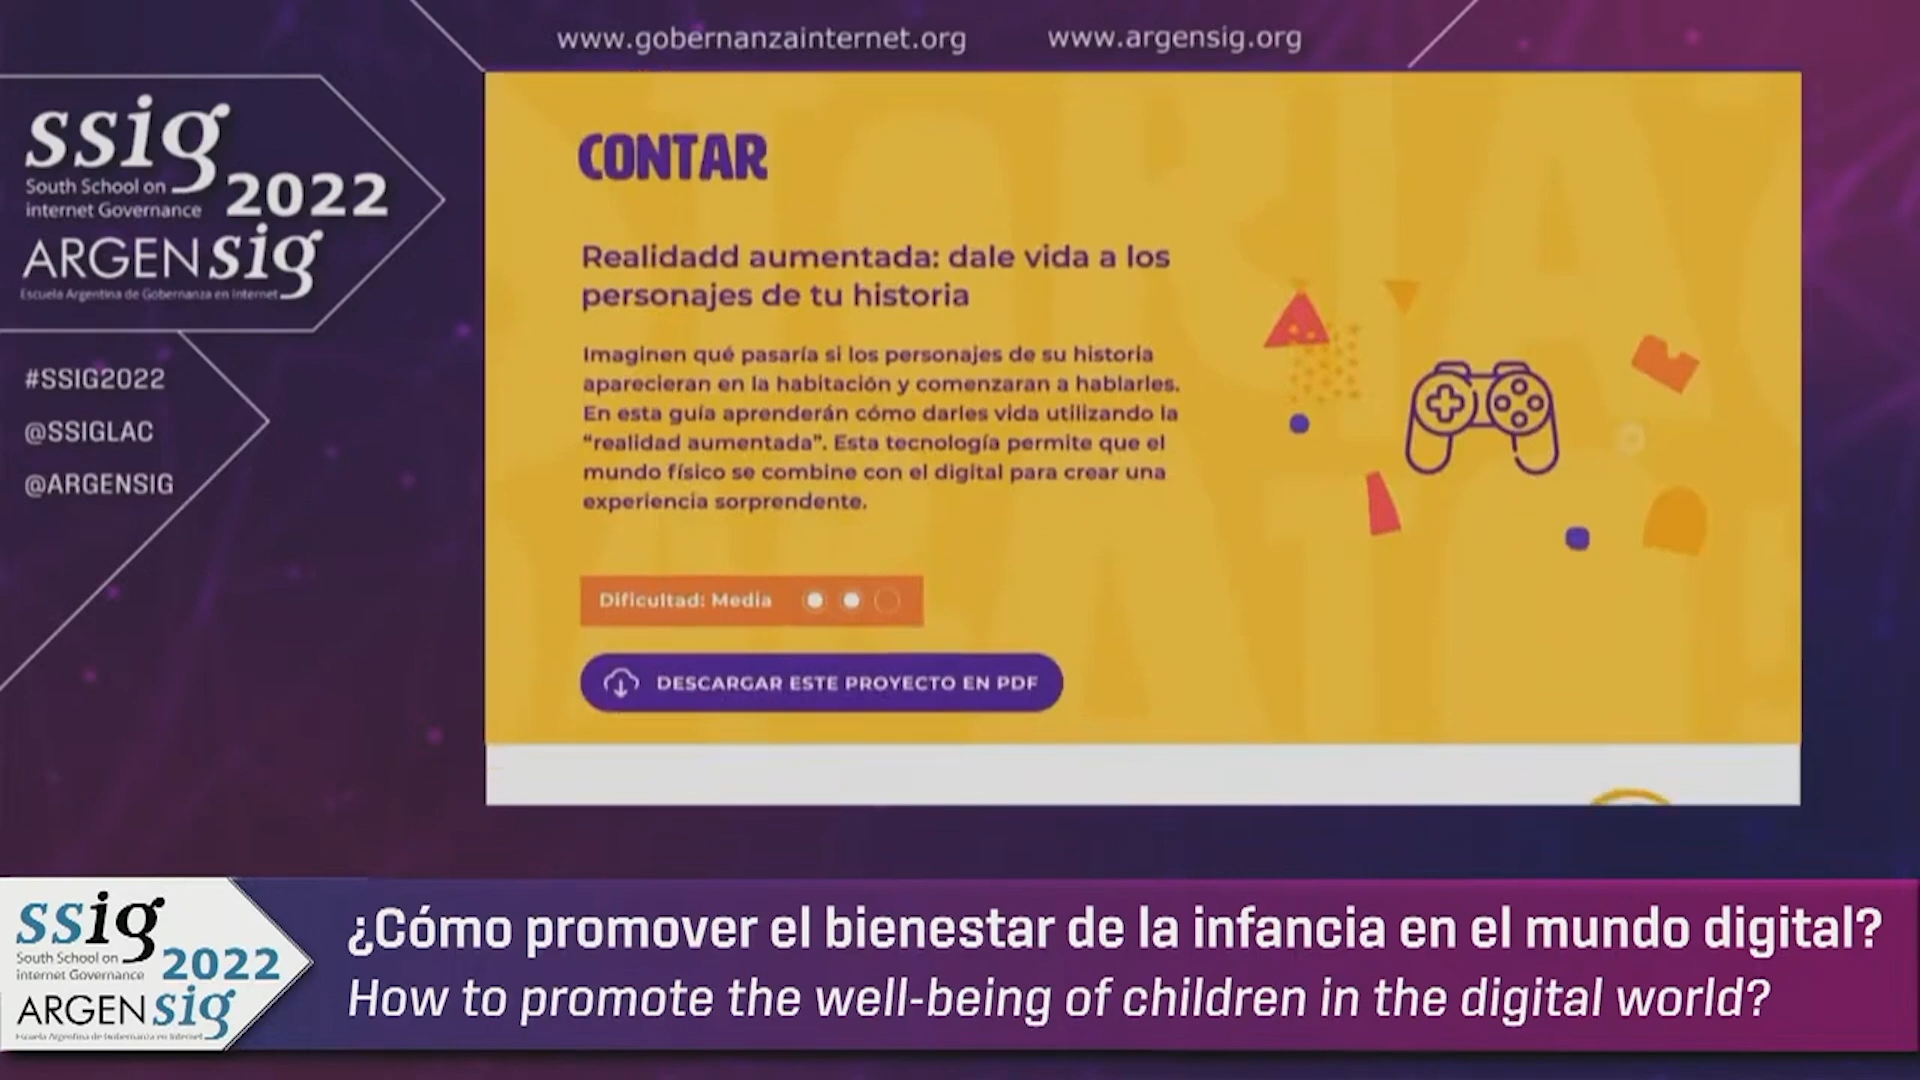 www.gobernanzainternet.org
www.argensig.org
ssig
South School on
internet Governance
2022
ARGENsig
Escuela Argentina de Gobernanza en Internet
#SSIG2022
@SSIGLAC
@ARGENSIG
CONTAR
Realidadd aumentada: dale vida a los
personajes de tu historia
Imaginen qué pasaría si los personajes de su historia
aparecieran en la habitación y comenzaran a hablarles.
En esta guía aprenderán cómo darles vida utilizando la
“realidad aumentada”. Esta tecnología permite que el
mundo físico se combine con el digital para crear una
experiencia sorprendente.
Dificultad: Media
DESCARGAR ESTE PROYECTO EN PDF
ssig
South School on
internet Governance
2022
ARGENsig
Escuela Argentina de Gobernanza en Internet
¿Cómo promover el bienestar de la infancia en el mundo digital?
How to promote the well-being of children in the digital world?